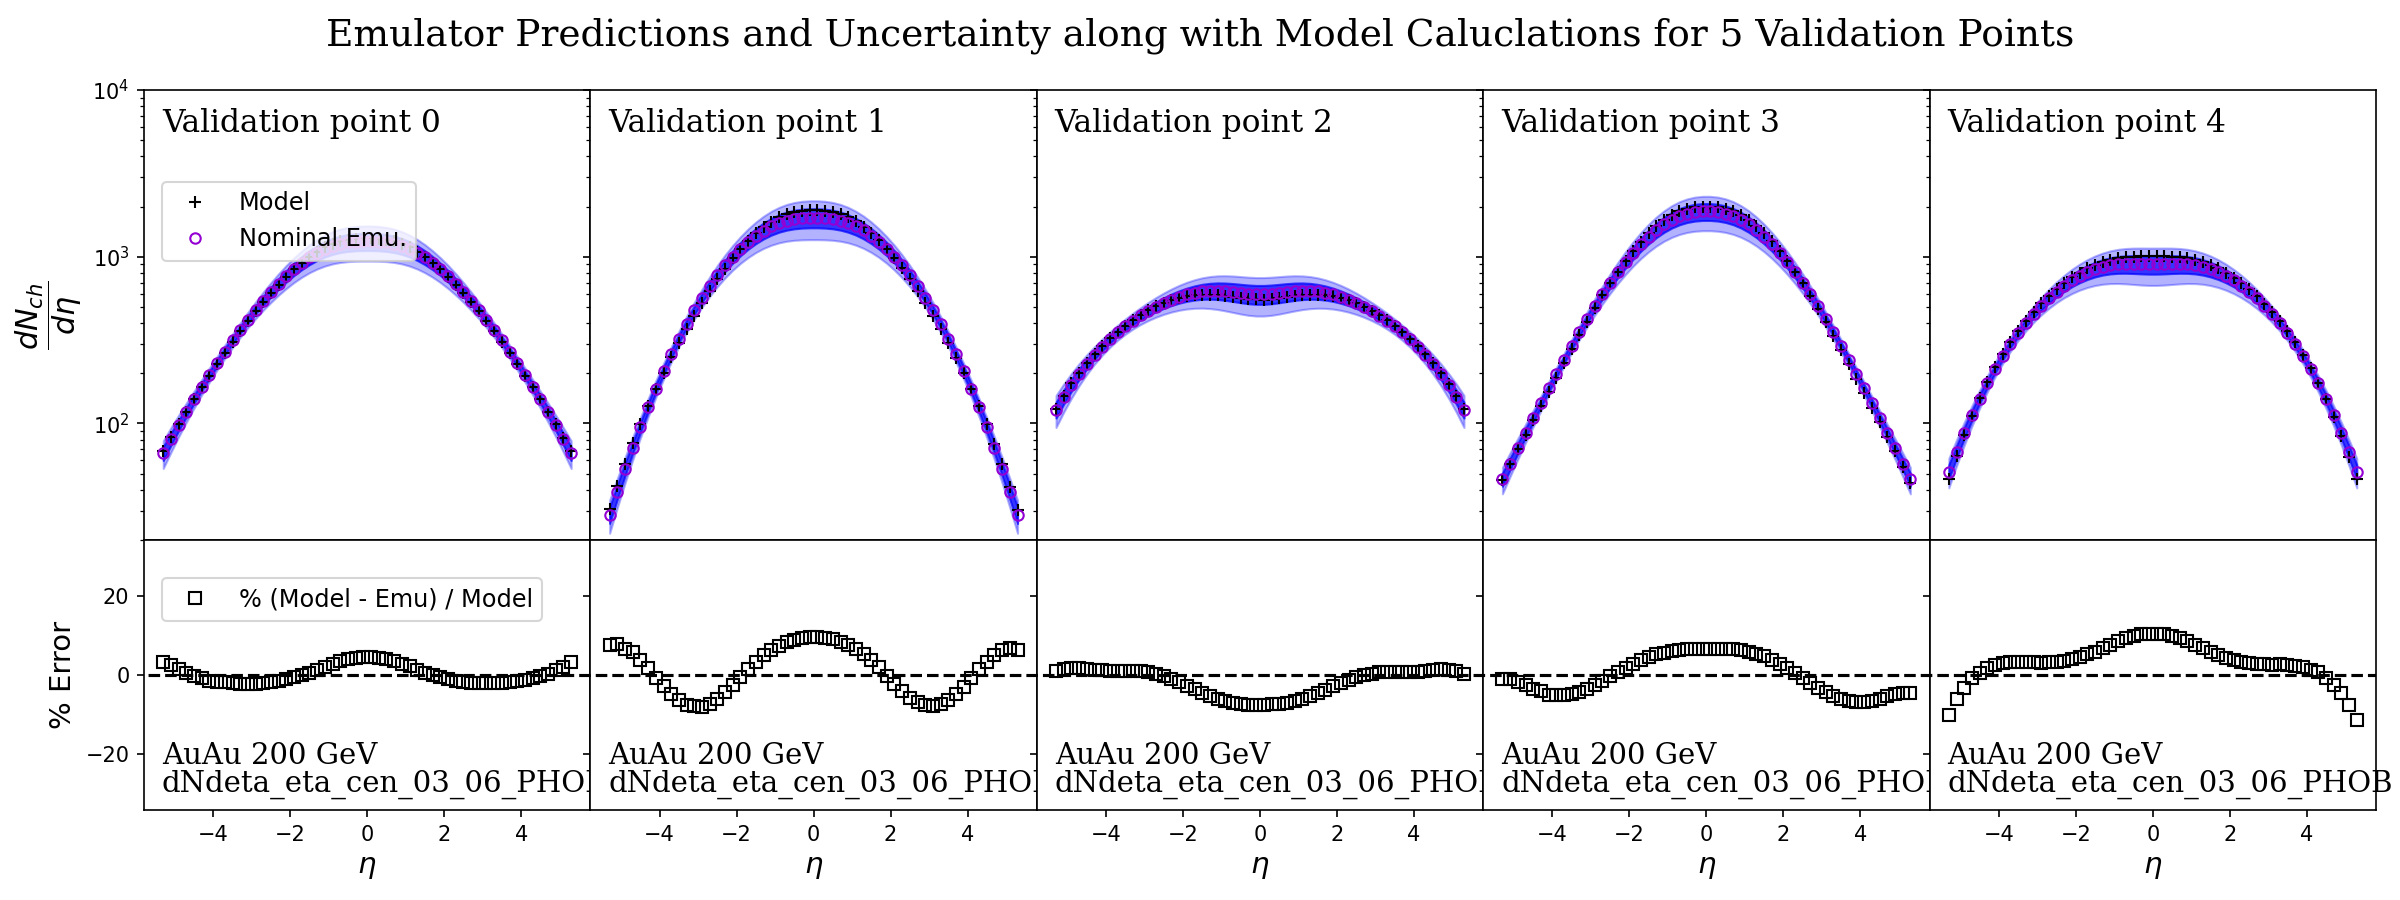 Emulator Predictions and Uncertainty along with Model Caluclations for 5 Validation Points
Validation point 0
Validation point 1
Validation point 2
Validation point 3
Validation point 4
Model
Nominal Emu.
10⁴
10³
10²
dN_ch
dη
% (Model - Emu) / Model
% Error
20
0
−20
AuAu 200 GeV
dNdeta_eta_cen_03_06_PHO
AuAu 200 GeV
dNdeta_eta_cen_03_06_PHO
AuAu 200 GeV
dNdeta_eta_cen_03_06_PHO
AuAu 200 GeV
dNdeta_eta_cen_03_06_PHO
AuAu 200 GeV
dNdeta_eta_cen_03_06_PHOB
−4 −2 0 2 4
−4 −2 0 2 4
−4 −2 0 2 4
−4 −2 0 2 4
−4 −2 0 2 4
η
η
η
η
η